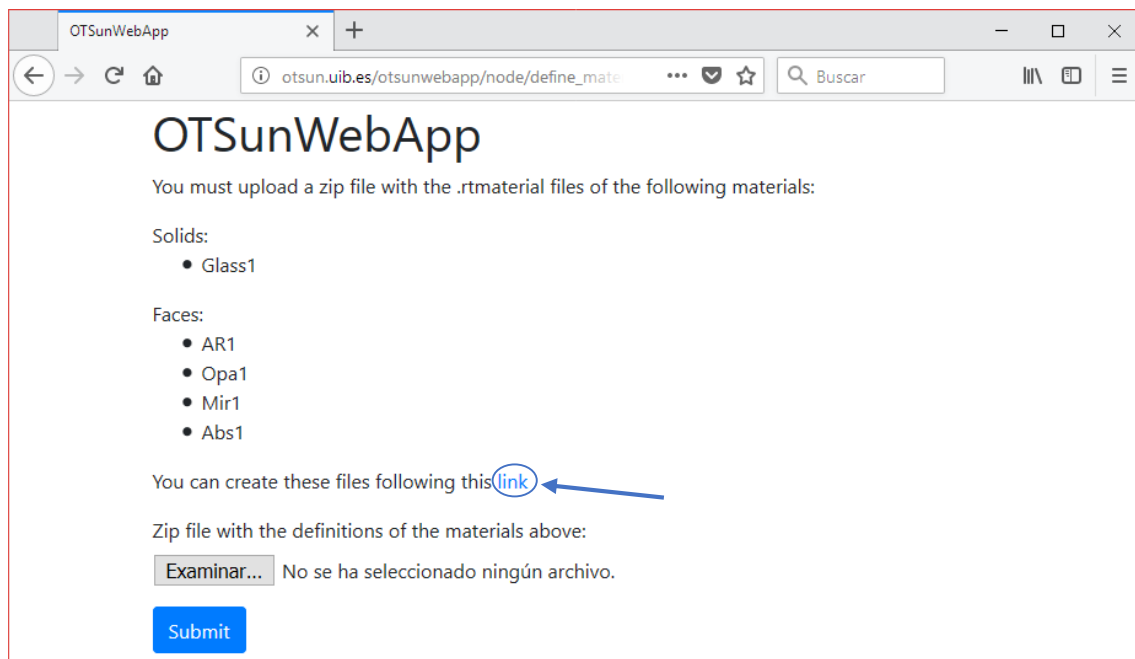 OTSunWebApp
otsun.uib.es/otsunwebapp/node/define_mate
Buscar
OTSunWebApp
You must upload a zip file with the .rtmaterial files of the following materials:
Solids:
• Glass1
Faces:
• AR1
• Opa1
• Mir1
• Abs1
You can create these files following this link
Zip file with the definitions of the materials above:
Examinar... No se ha seleccionado ningún archivo.
Submit